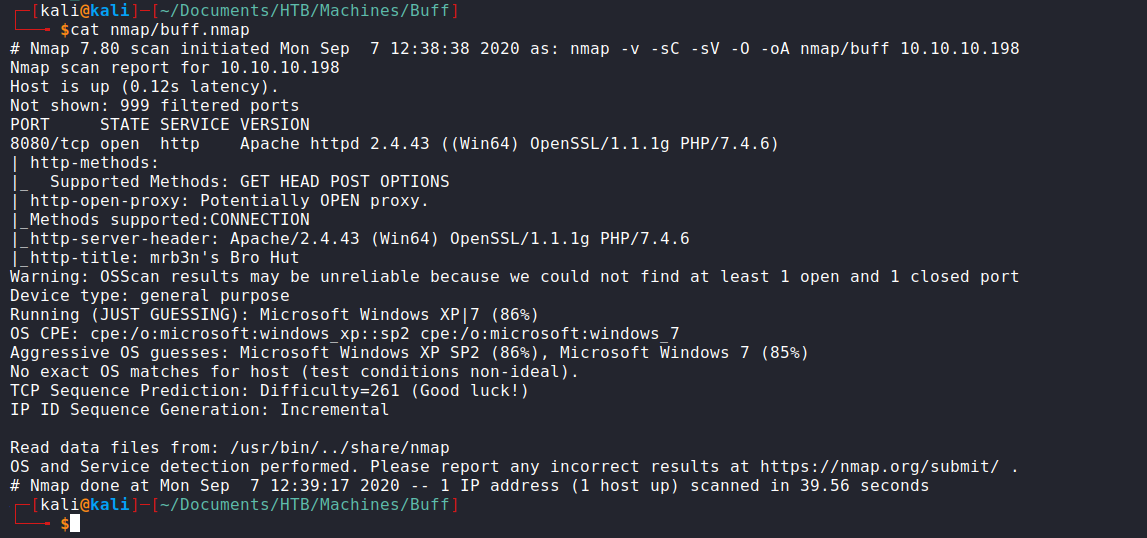 ┌─[kali@kali]─[~/Documents/HTB/Machines/Buff]
└──╼ $cat nmap/buff.nmap
# Nmap 7.80 scan initiated Mon Sep  7 12:38:38 2020 as: nmap -v -sC -sV -O -oA nmap/buff 10.10.10.198
Nmap scan report for 10.10.10.198
Host is up (0.12s latency).
Not shown: 999 filtered ports
PORT     STATE SERVICE VERSION
8080/tcp open  http    Apache httpd 2.4.43 ((Win64) OpenSSL/1.1.1g PHP/7.4.6)
| http-methods:
|_  Supported Methods: GET HEAD POST OPTIONS
| http-open-proxy: Potentially OPEN proxy.
|_Methods supported:CONNECTION
|_http-server-header: Apache/2.4.43 (Win64) OpenSSL/1.1.1g PHP/7.4.6
|_http-title: mrb3n's Bro Hut
Warning: OSScan results may be unreliable because we could not find at least 1 open and 1 closed port
Device type: general purpose
Running (JUST GUESSING): Microsoft Windows XP|7 (86%)
OS CPE: cpe:/o:microsoft:windows_xp::sp2 cpe:/o:microsoft:windows_7
Aggressive OS guesses: Microsoft Windows XP SP2 (86%), Microsoft Windows 7 (85%)
No exact OS matches for host (test conditions non-ideal).
TCP Sequence Prediction: Difficulty=261 (Good luck!)
IP ID Sequence Generation: Incremental

Read data files from: /usr/bin/../share/nmap
OS and Service detection performed. Please report any incorrect results at https://nmap.org/submit/ .
# Nmap done at Mon Sep  7 12:39:17 2020 -- 1 IP address (1 host up) scanned in 39.56 seconds
┌─[kali@kali]─[~/Documents/HTB/Machines/Buff]
└──╼ $